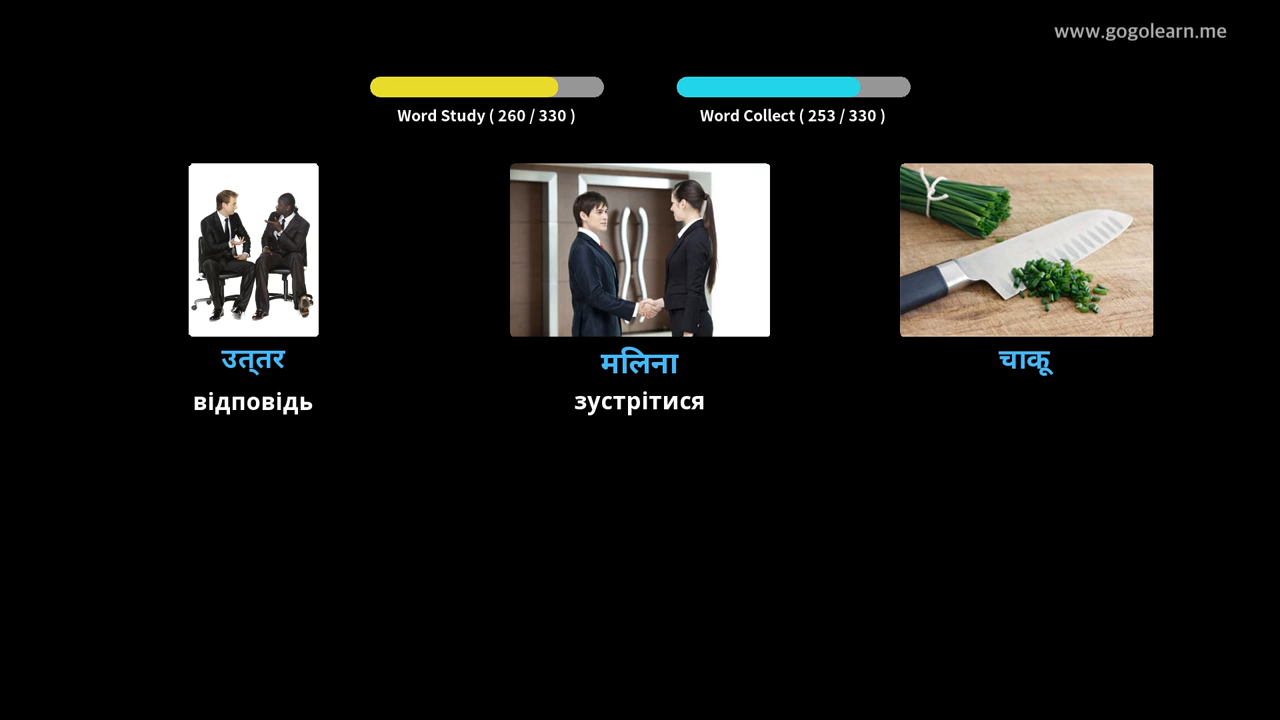 www.gogolearn.me
Word Study ( 260 / 330 )
Word Collect ( 253 / 330 )
उत्‌तर
मलिना
चाकू
відповідь
зустрітися